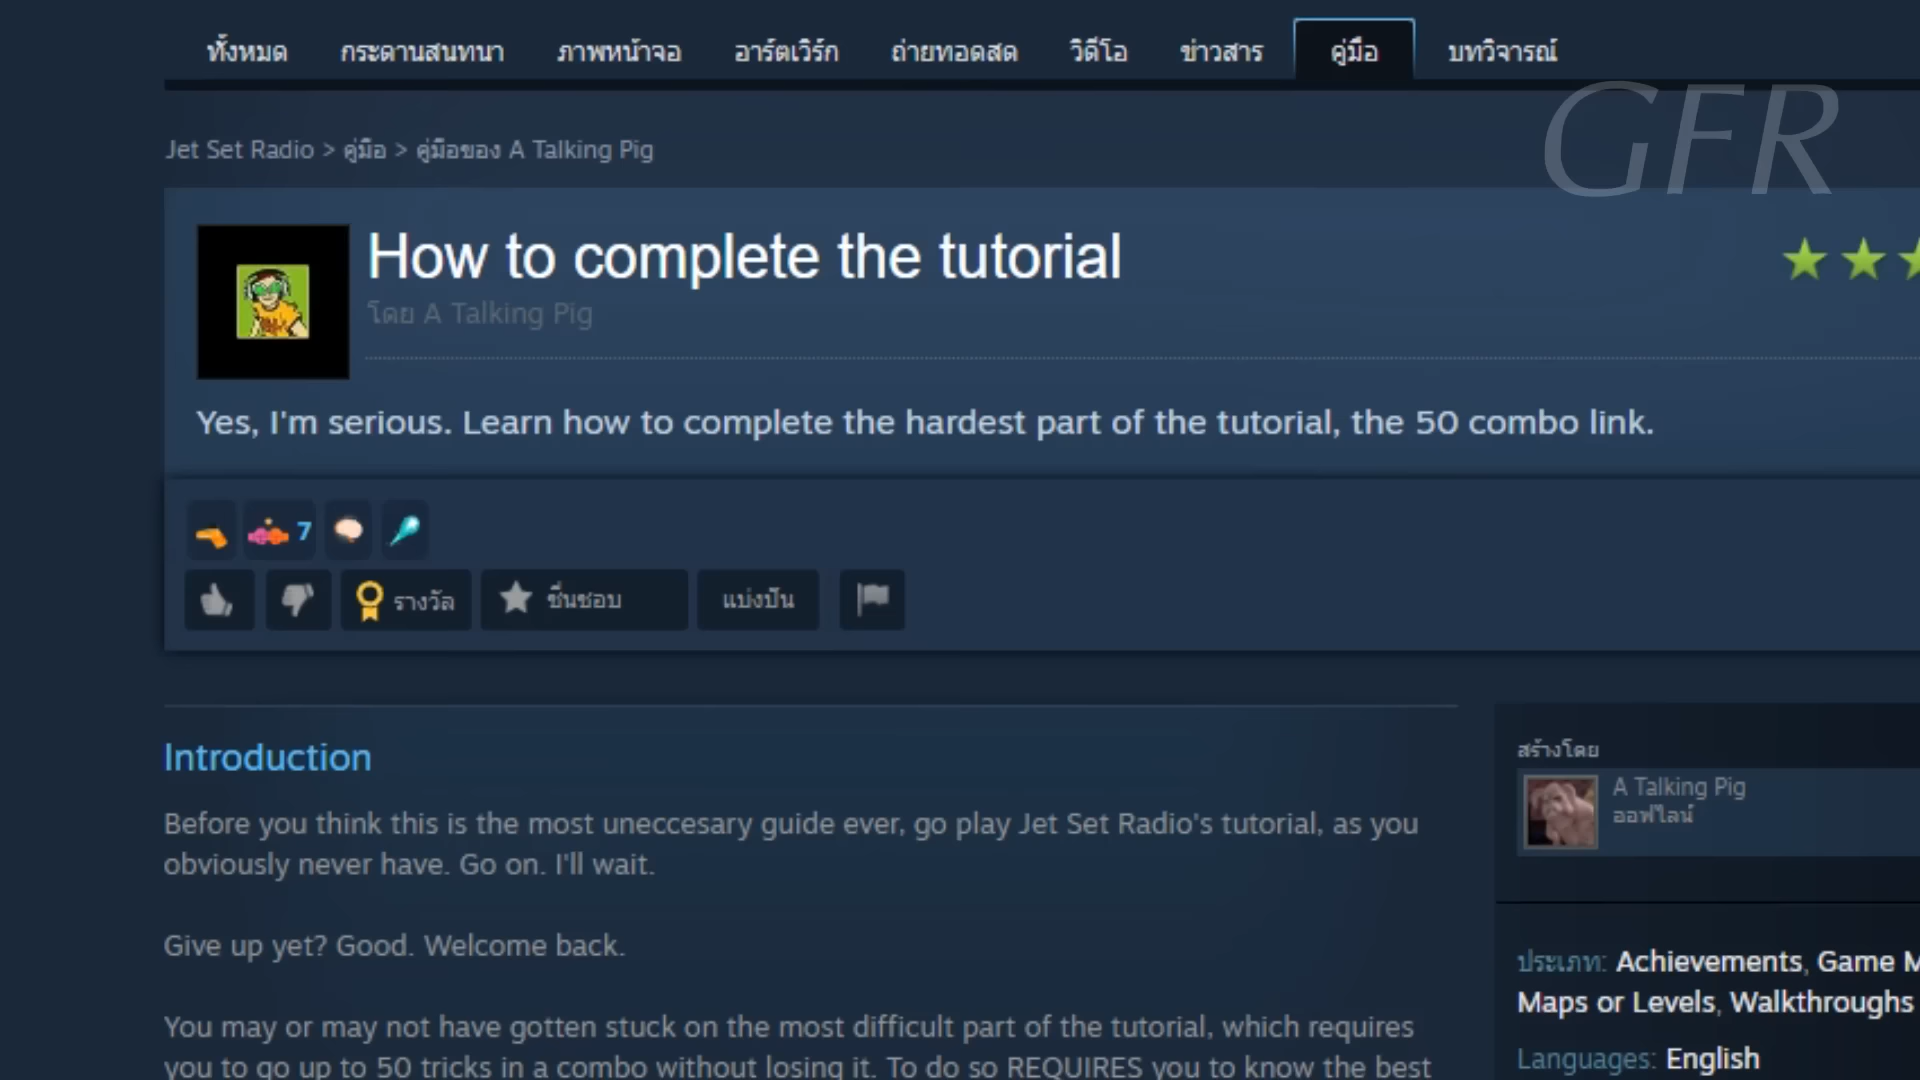 ทั้งหมด กระดานสนทนา ภาพหน้าจอ อาร์ตเวิร์ก ถ่ายทอดสด วิดีโอ ข่าวสาร คู่มือ บทวิจารณ์
GFR
Jet Set Radio > คู่มือ > คู่มือของ A Talking Pig
How to complete the tutorial
โดย A Talking Pig
Yes, I'm serious. Learn how to complete the hardest part of the tutorial, the 50 combo link.
7
รางวัล ชื่นชอบ แบ่งปัน
Introduction
Before you think this is the most uneccesary guide ever, go play Jet Set Radio's tutorial, as you
obviously never have. Go on. I'll wait.
Give up yet? Good. Welcome back.
You may or may not have gotten stuck on the most difficult part of the tutorial, which requires
you to go up to 50 tricks in a combo without losing it. To do so REQUIRES you to know the best
สร้างโดย
A Talking Pig
ออฟไลน์
ประเภท: Achievements, Game M
Maps or Levels, Walkthroughs
Languages: English